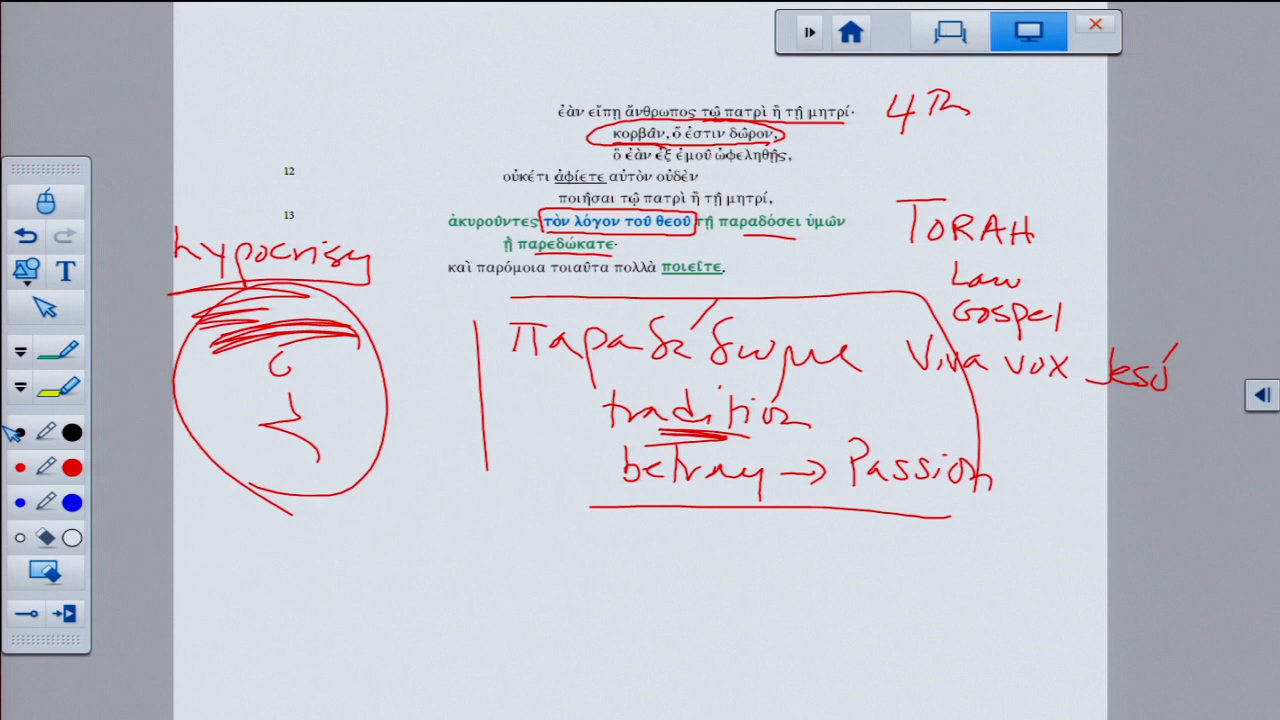 ἐὰν εἴπῃ ἄνθρωπος τῷ πατρὶ ἢ τῇ μητρί·
4th
κορβᾶν, ὅ ἐστιν δῶρον,
ὃ ἐὰν ἐξ ἐμοῦ ὠφεληθῇς,
12
οὐκέτι ἀφίετε αὐτὸν οὐδὲν
ποιῆσαι τῷ πατρὶ ἢ τῇ μητρί,
13
ἀκυροῦντες τὸν λόγον τοῦ θεοῦ τῇ παραδόσει ὑμῶν
ᾗ παρεδώκατε·
καὶ παρόμοια τοιαῦτα πολλὰ ποιεῖτε.
hypocrisy
TORAH
Law
Gospel
Viva vox Jesú
παραδίδωμι
tradition
betray → Passion
T